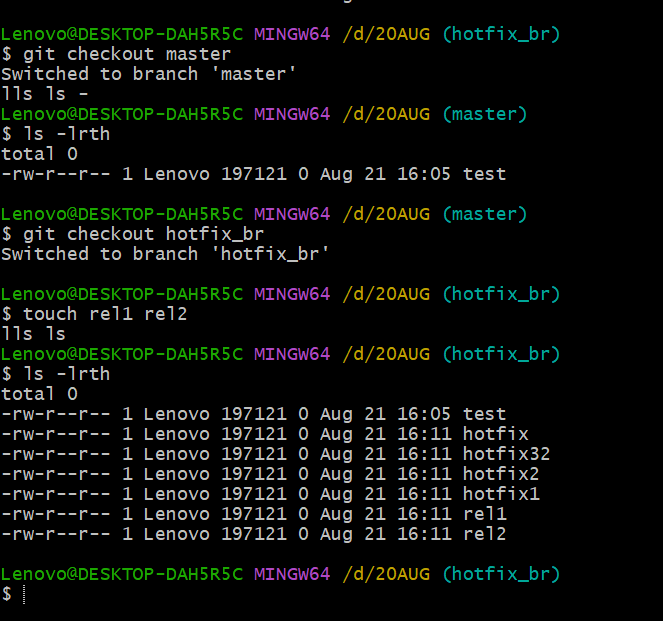 Lenovo@DESKTOP-DAH5R5C MINGW64 /d/20AUG (hotfix_br)
$ git checkout master
Switched to branch 'master'
lls ls -
Lenovo@DESKTOP-DAH5R5C MINGW64 /d/20AUG (master)
$ ls -lrth
total 0
-rw-r--r-- 1 Lenovo 197121 0 Aug 21 16:05 test
Lenovo@DESKTOP-DAH5R5C MINGW64 /d/20AUG (master)
$ git checkout hotfix_br
Switched to branch 'hotfix_br'
Lenovo@DESKTOP-DAH5R5C MINGW64 /d/20AUG (hotfix_br)
$ touch rel1 rel2
lls ls
Lenovo@DESKTOP-DAH5R5C MINGW64 /d/20AUG (hotfix_br)
$ ls -lrth
total 0
-rw-r--r-- 1 Lenovo 197121 0 Aug 21 16:05 test
-rw-r--r-- 1 Lenovo 197121 0 Aug 21 16:11 hotfix
-rw-r--r-- 1 Lenovo 197121 0 Aug 21 16:11 hotfix32
-rw-r--r-- 1 Lenovo 197121 0 Aug 21 16:11 hotfix2
-rw-r--r-- 1 Lenovo 197121 0 Aug 21 16:11 hotfix1
-rw-r--r-- 1 Lenovo 197121 0 Aug 21 16:11 rel1
-rw-r--r-- 1 Lenovo 197121 0 Aug 21 16:11 rel2
Lenovo@DESKTOP-DAH5R5C MINGW64 /d/20AUG (hotfix_br)
$